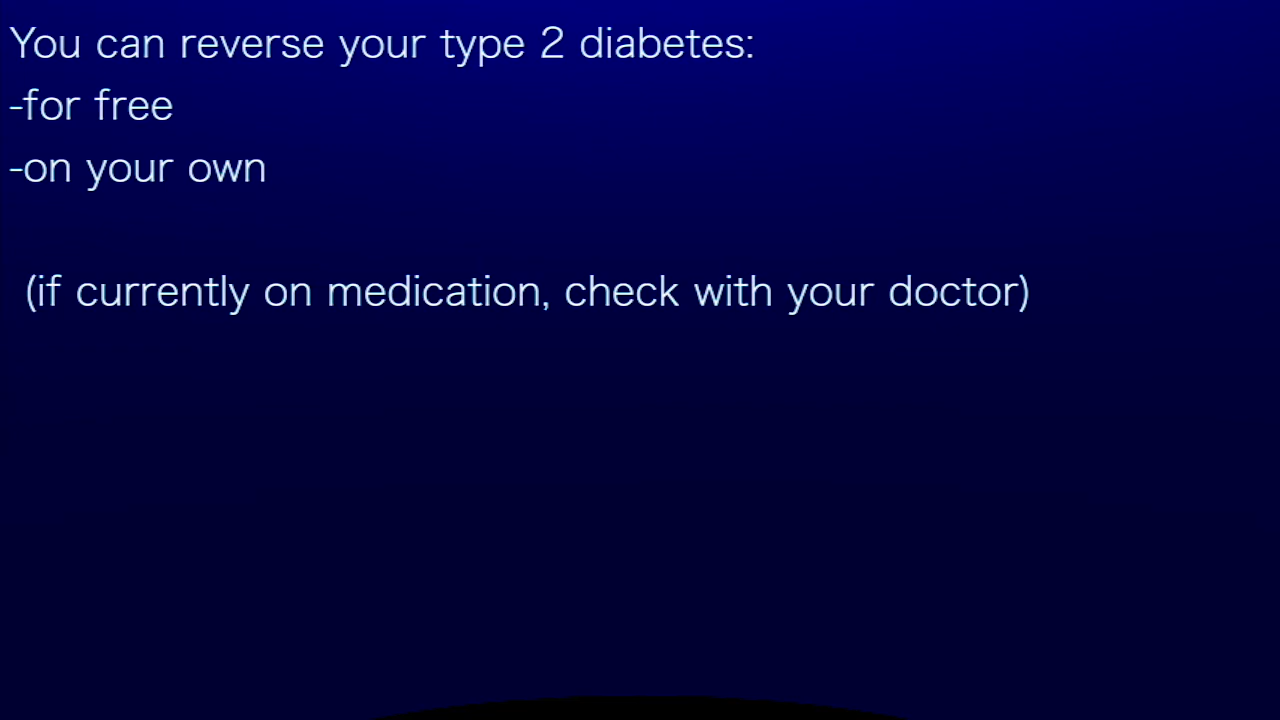 You can reverse your type 2 diabetes:
-for free
-on your own
(if currently on medication, check with your doctor)